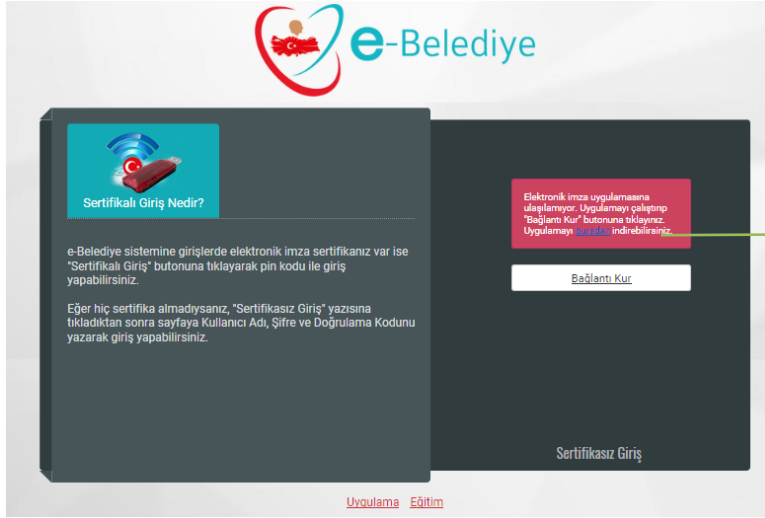 e-Belediye
Sertifikalı Giriş Nedir?
e-Belediye sistemine girişlerde elektronik imza sertifikanız var ise
"Sertifikalı Giriş" butonuna tıklayarak pin kodu ile giriş
yapabilirsiniz.
Eğer hiç sertifika almadıysanız, "Sertifikasız Giriş" yazısına
tıkladıktan sonra sayfaya Kullanıcı Adı, Şifre ve Doğrulama Kodunu
yazarak giriş yapabilirsiniz.
Elektronik imza uygulamasına
ulaşılamıyor. Uygulamayı çalıştırıp
"Bağlantı Kur" butonuna tıklayınız.
Uygulamayı buradan indirebilirsiniz.
Bağlantı Kur
Sertifikasız Giriş
Uygulama Eğitim